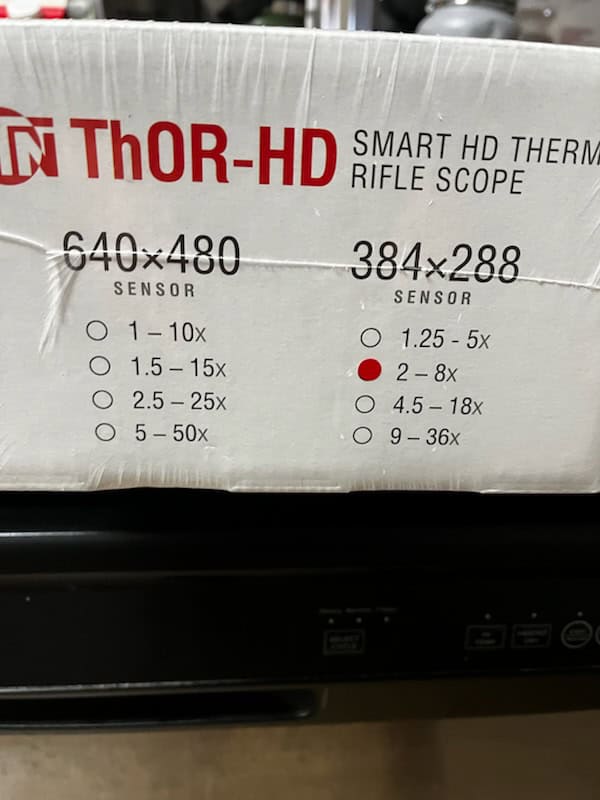 TN ThOR-HD SMART HD THERM
RIFLE SCOPE
640×480
SENSOR
○ 1 – 10x
○ 1.5 – 15x
○ 2.5 – 25x
○ 5 – 50x
384×288
SENSOR
○ 1.25 - 5x
● 2 – 8x
○ 4.5 – 18x
○ 9 – 36x